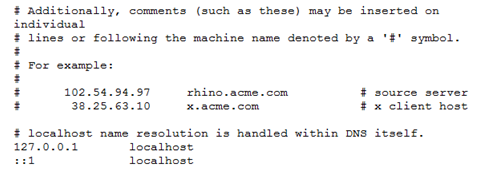 # Additionally, comments (such as these) may be inserted on
individual
# lines or following the machine name denoted by a '#' symbol.
#
# For example:
#
#      102.54.94.97     rhino.acme.com          # source server
#       38.25.63.10     x.acme.com              # x client host

# localhost name resolution is handled within DNS itself.
127.0.0.1       localhost
::1             localhost